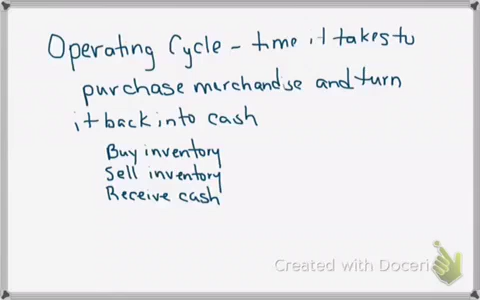 Operating Cycle - time it takes to
purchase merchandise and turn
it back into cash
Buy inventory
Sell inventory
Receive cash
Created with Doceri